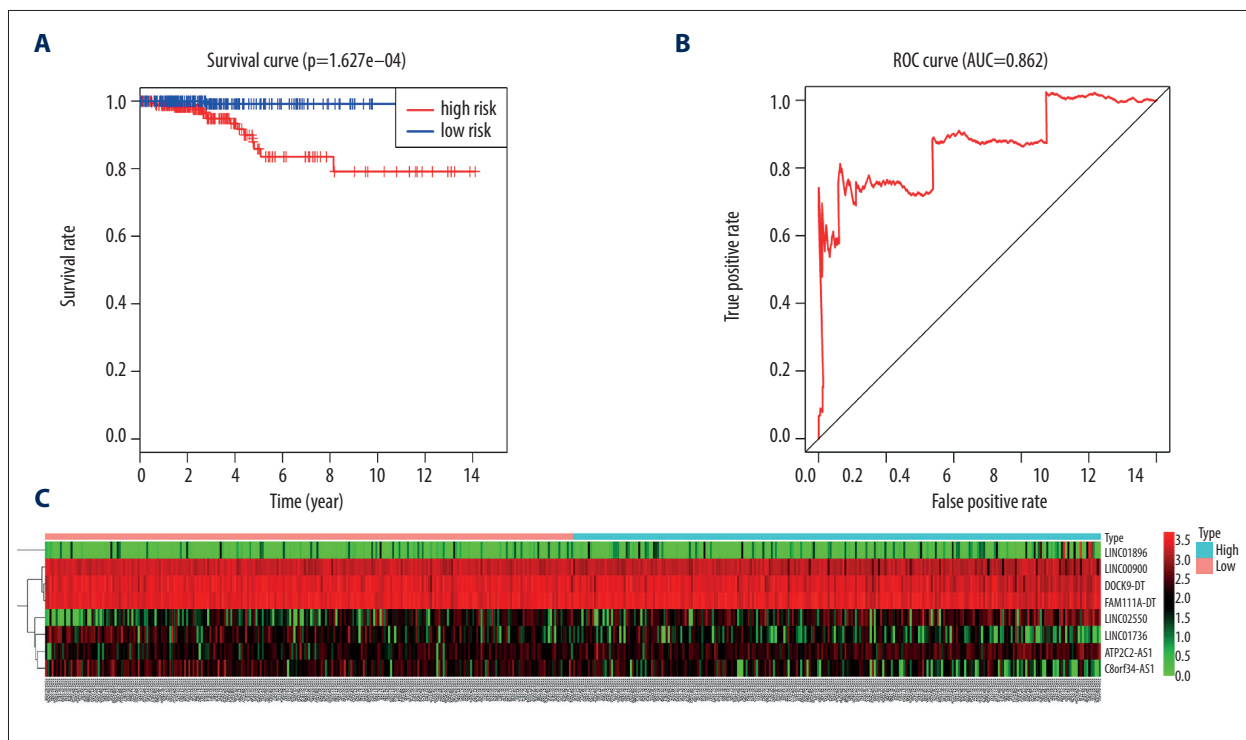 A
Survival curve (p=1.627e–04)
high risk
low risk
1.0
0.8
0.6
0.4
0.2
0.0
Survival rate
0 2 4 6 8 10 12 14
Time (year)
B
ROC curve (AUC=0.862)
1.0
0.8
0.6
0.4
0.2
0.0
True positive rate
0.0 0.2 0.4 6 8 10 12 14
False positive rate
C
Type
LINC01896
LINC00900
DOCK9-DT
FAM111A-DT
LINC02550
LINC01736
ATP2C2-AS1
C8orf34-AS1
3.5
3.0
2.5
2.0
1.5
1.0
0.5
0.0
Type
High
Low